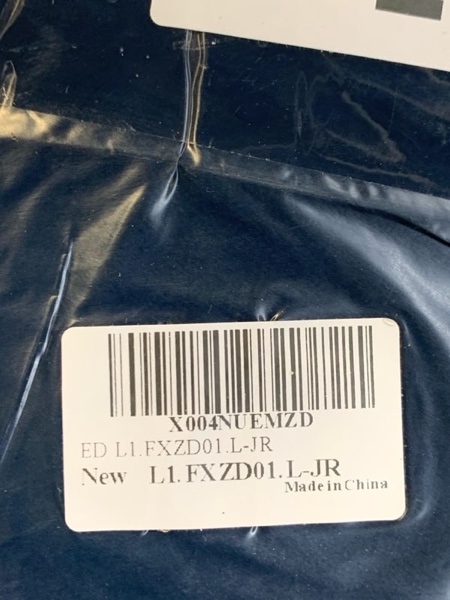 X004NUEMZD
ED L1.FXZD01.L-JR
New L1.FXZD01.L-JR
Made in China